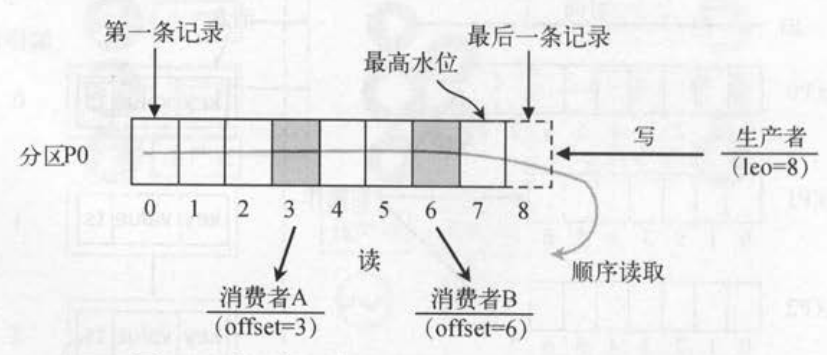 第一条记录
最后一条记录
最高水位
分区P0
写
生产者
(leo=8)
0 1 2 3 4 5 6 7 8
读
顺序读取
消费者A
(offset=3)
消费者B
(offset=6)